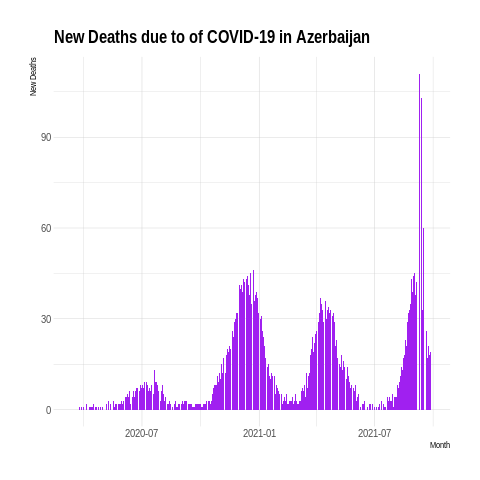 New Deaths due to of COVID-19 in Azerbaijan
New Deaths
90
60
30
0
2020-07 2021-01 2021-07
Month